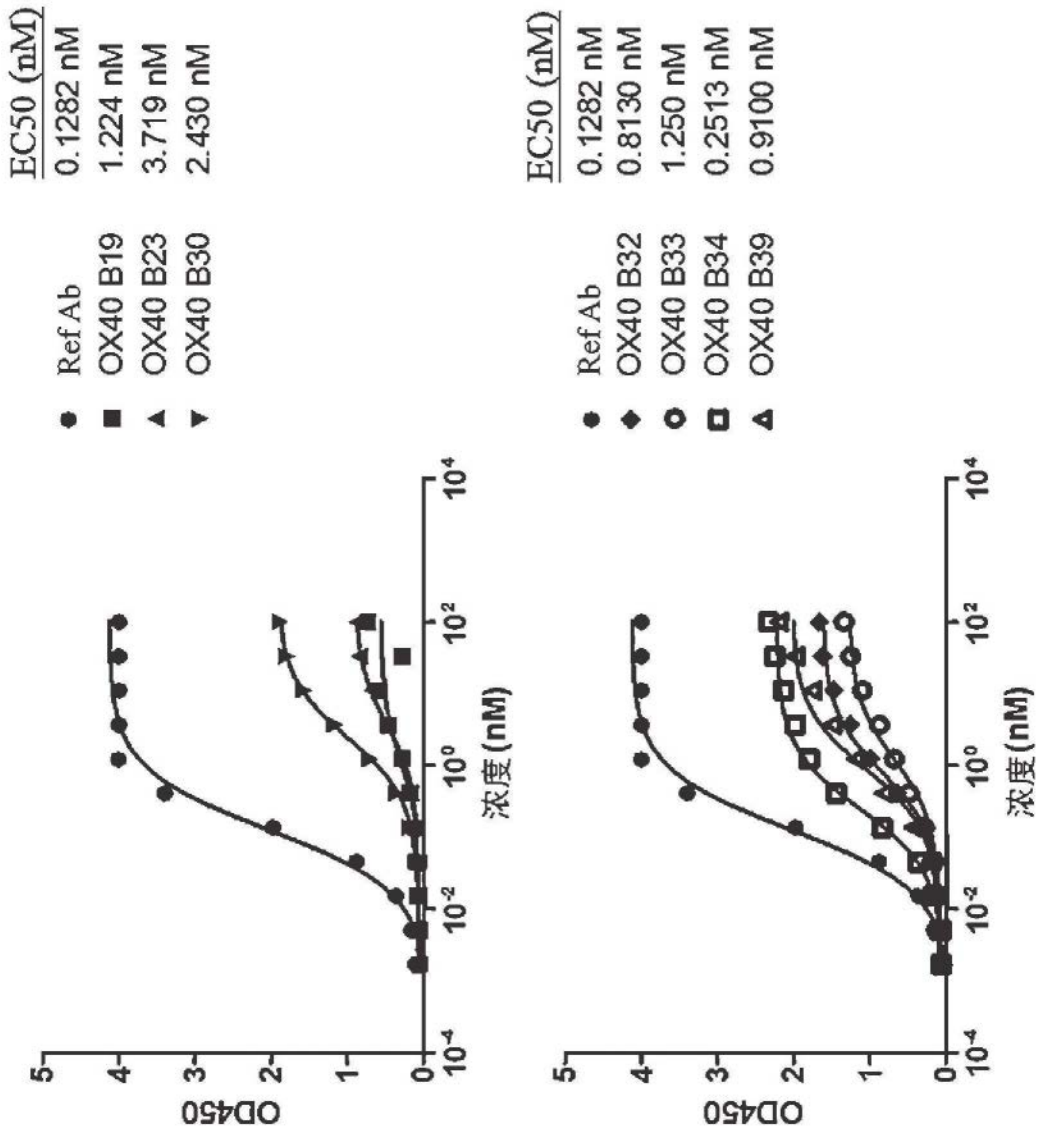 EC50 (nM)
Ref Ab 0.1282 nM
OX40 B19 1.224 nM
OX40 B23 3.719 nM
OX40 B30 2.430 nM
OD450
5
4
3
2
1
0
10-4 10-2 100 102 104
浓度 (nM)
EC50 (nM)
Ref Ab 0.1282 nM
OX40 B32 0.8130 nM
OX40 B33 1.250 nM
OX40 B34 0.2513 nM
OX40 B39 0.9100 nM
OD450
5
4
3
2
1
0
10-4 10-2 100 102 104
浓度 (nM)